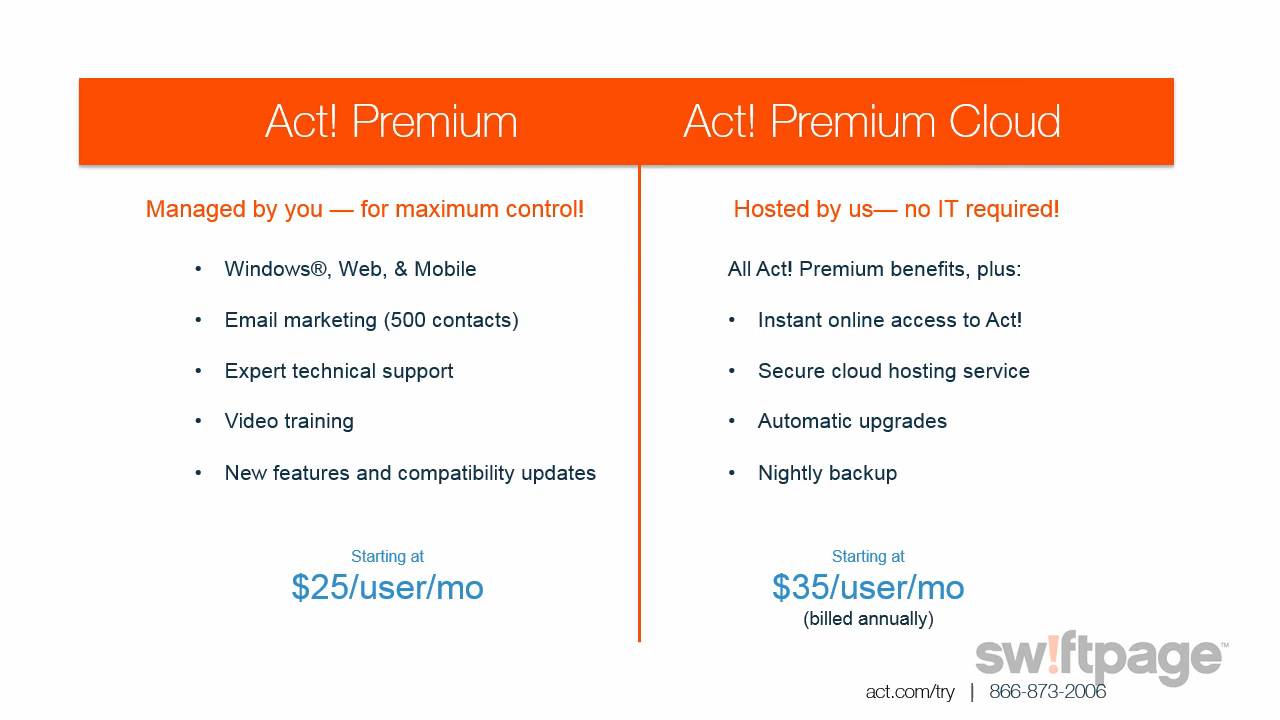 Act! Premium
Act! Premium Cloud
Managed by you — for maximum control!
• Windows®, Web, & Mobile
• Email marketing (500 contacts)
• Expert technical support
• Video training
• New features and compatibility updates
Starting at
$25/user/mo
Hosted by us— no IT required!
All Act! Premium benefits, plus:
• Instant online access to Act!
• Secure cloud hosting service
• Automatic upgrades
• Nightly backup
Starting at
$35/user/mo
(billed annually)
sw!ftpage™
act.com/try | 866-873-2006